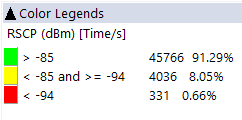 Color Legends
RSCP (dBm) [Time/s]
> -85 45766 91.29%
< -85 and >= -94 4036 8.05%
< -94 331 0.66%